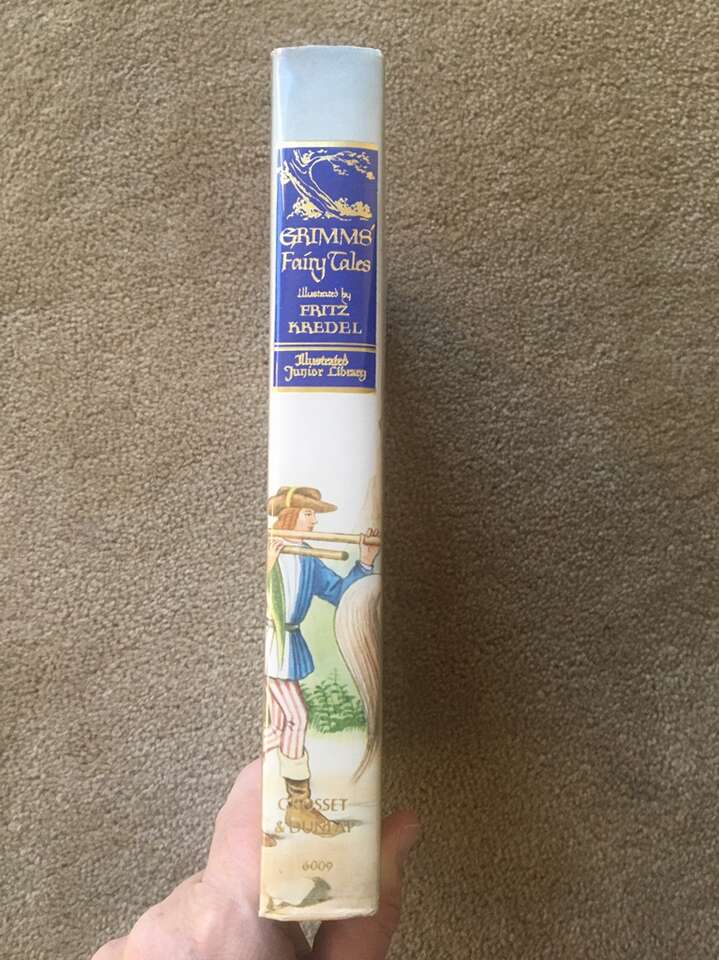 GRIMMS'
Fairy Tales
Illustrated by
FRITZ
KREDEL
Illustrated
Junior Library
GROSSET
& DUNLAP
6009